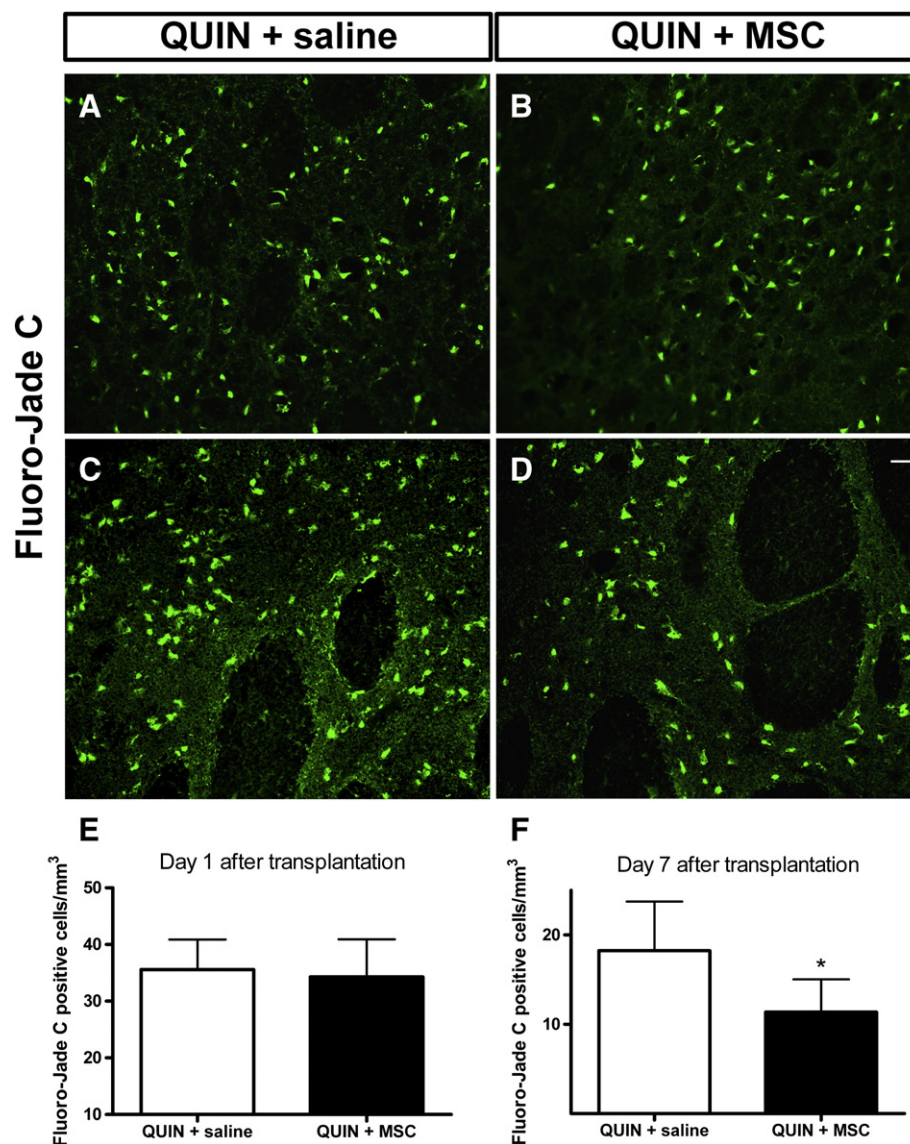 QUIN + saline
QUIN + MSC
Fluoro-Jade C
A
B
C
D
E
Day 1 after transplantation
Fluoro-Jade C positive cells/mm³
50
40
30
20
10
QUIN + saline
QUIN + MSC
F
Day 7 after transplantation
Fluoro-Jade C positive cells/mm³
20
10
*
QUIN + saline
QUIN + MSC